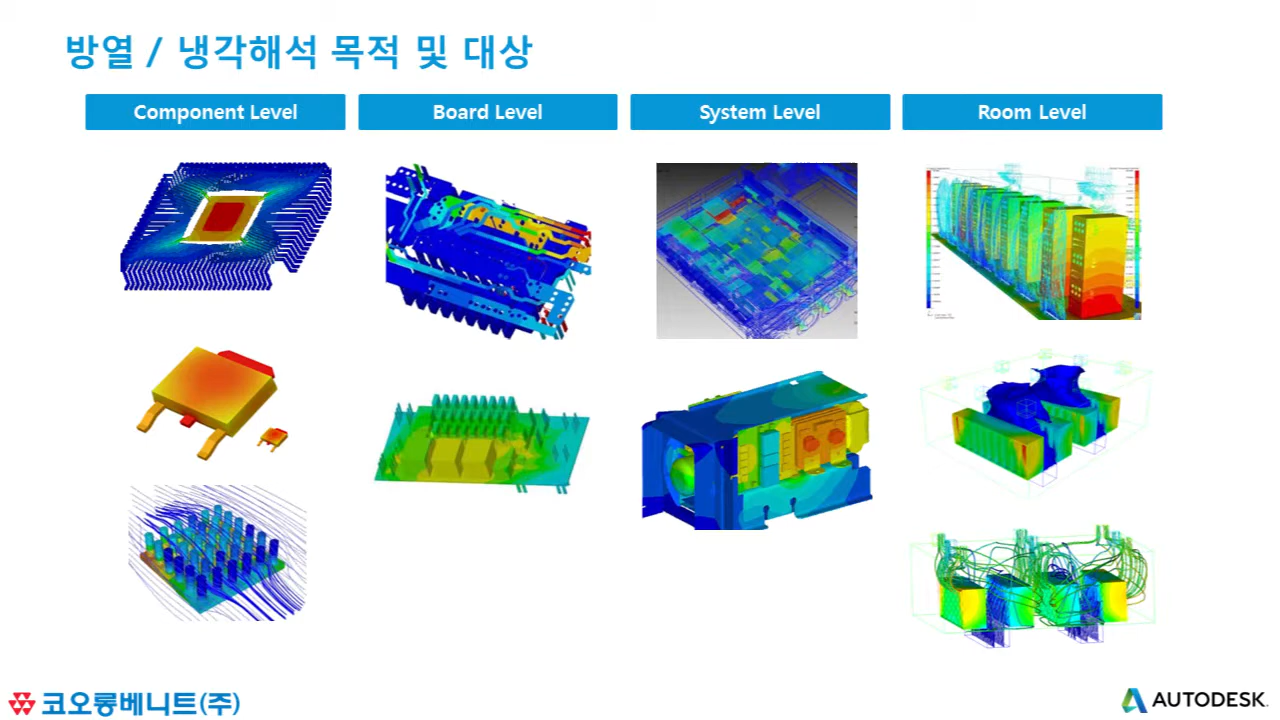 방열 / 냉각해석 목적 및 대상
Component Level
Board Level
System Level
Room Level
코오롱베니트(주)
AUTODESK.